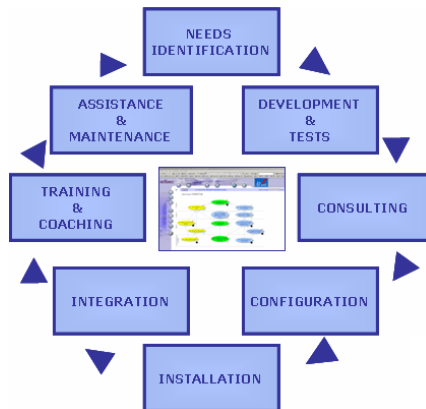 NEEDS
IDENTIFICATION
DEVELOPMENT
&
TESTS
CONSULTING
CONFIGURATION
INSTALLATION
INTEGRATION
TRAINING
&
COACHING
ASSISTANCE
&
MAINTENANCE